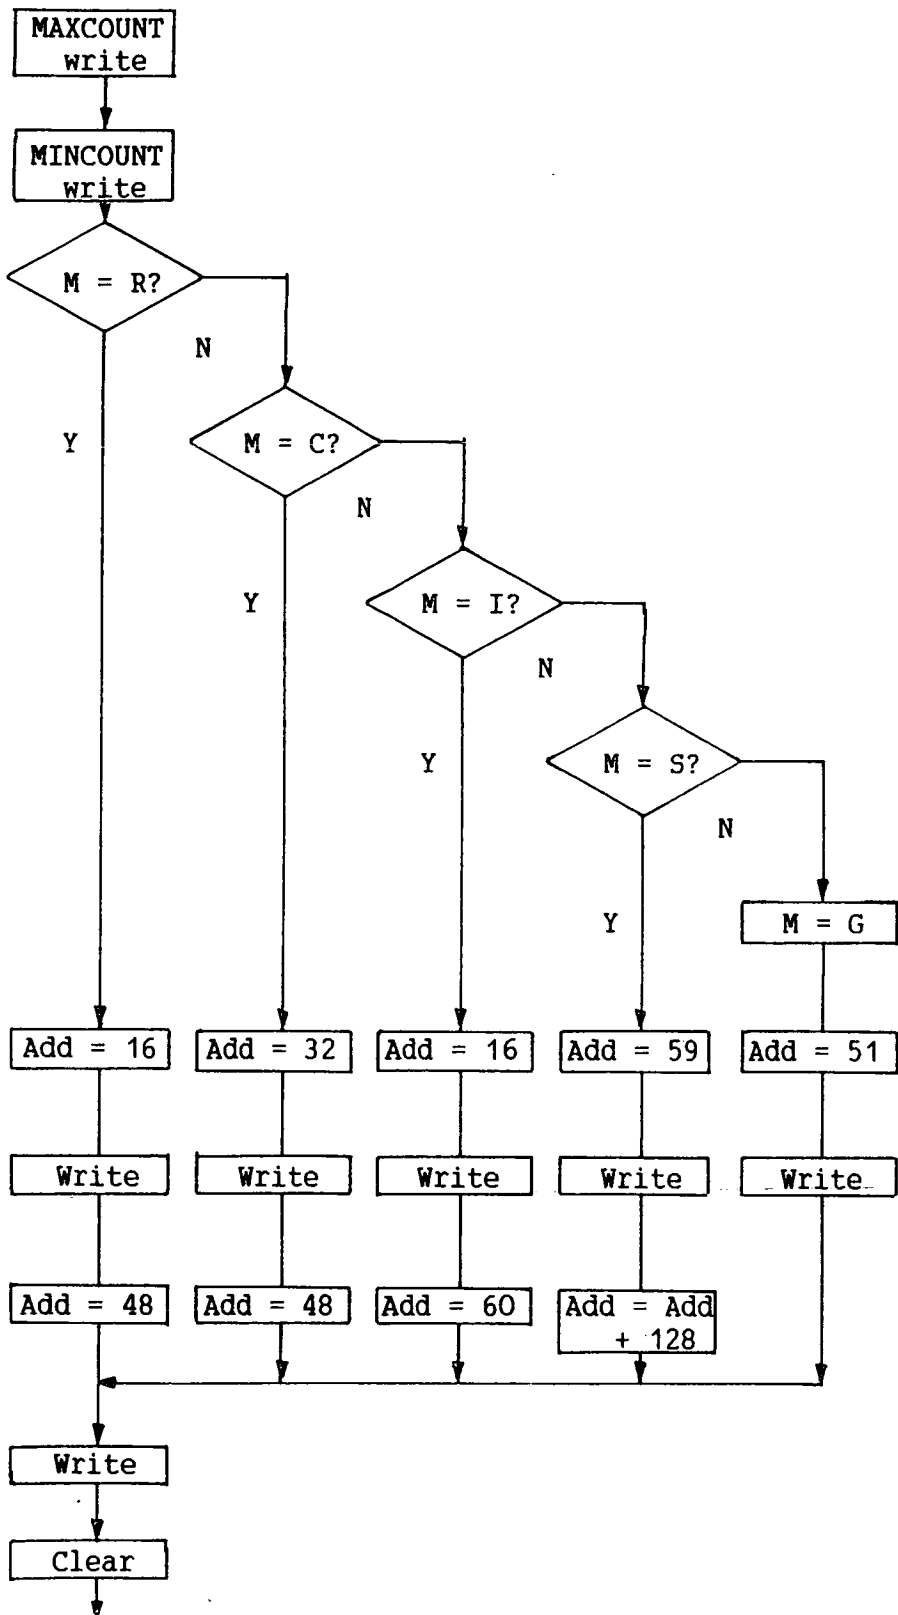 MAXCOUNT
write
MINCOUNT
write
M = R?
N
Y
M = C?
N
Y
M = I?
N
Y
M = S?
N
Y
M = G
Add = 16
Add = 32
Add = 16
Add = 59
Add = 51
Write
Write
Write
Write
Write
Add = 48
Add = 48
Add = 60
Add = Add
+ 128
Write
Clear